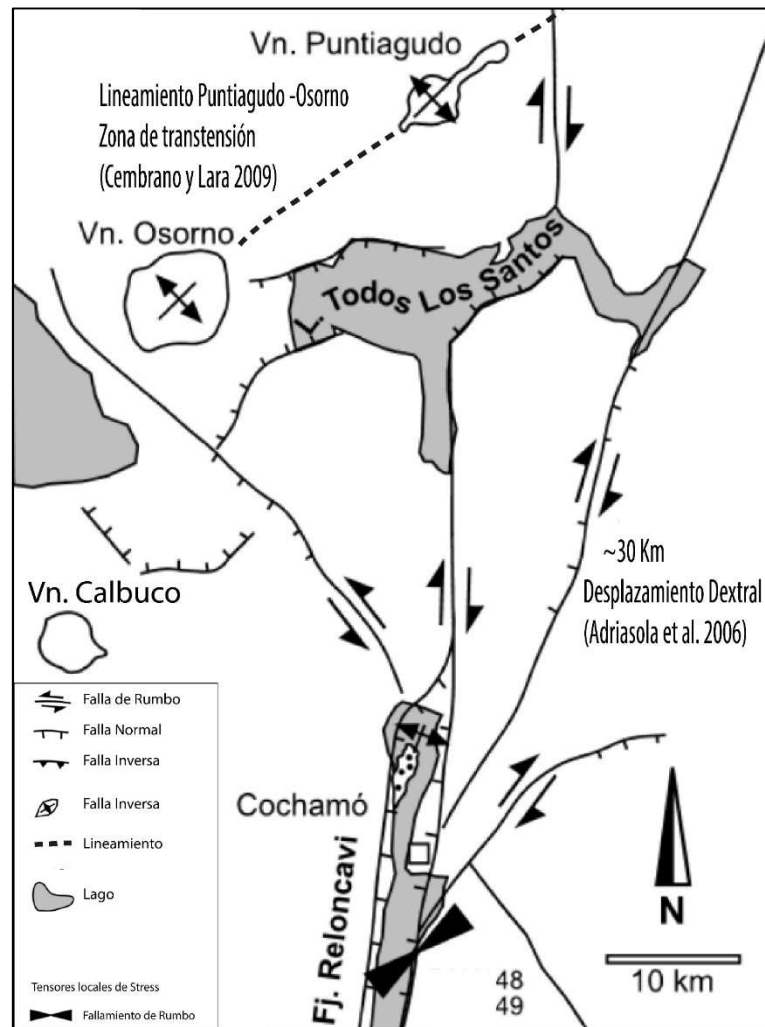 Vn. Puntiagudo
Lineamiento Puntiagudo -Osorno
Zona de transtensión
(Cembrano y Lara 2009)
Vn. Osorno
L. Todos Los Santos
~30 Km
Desplazamiento Dextral
(Adriasola et al. 2006)
Vn. Calbuco
Falla de Rumbo
Falla Normal
Falla Inversa
Falla Inversa
Lineamiento
Lago
Tensores locales de Stress
Fallamiento de Rumbo
Cochamó
Fj. Reloncavi
48
49
N
10 km